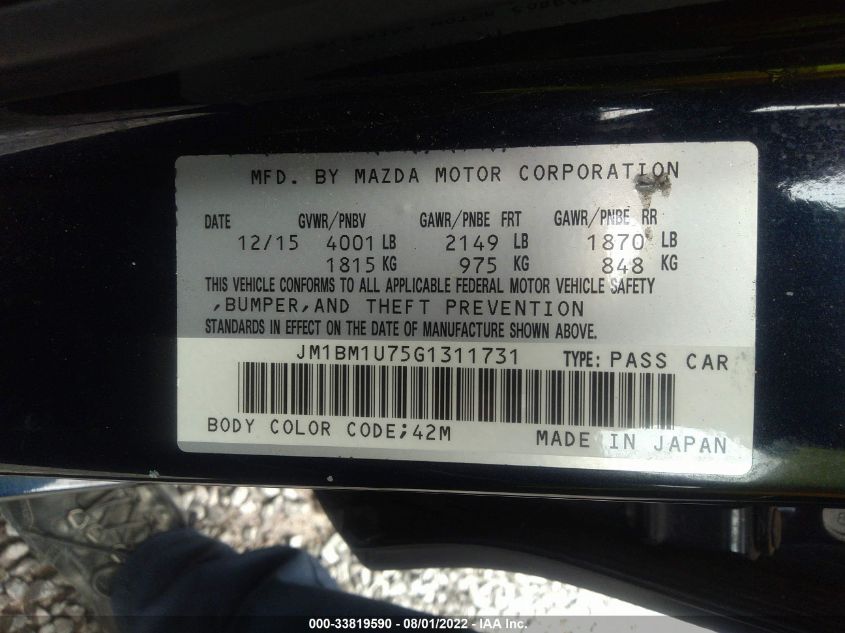 MFD. BY MAZDA MOTOR CORPORATION
DATE GVWR/PNBV GAWR/PNBE FRT GAWR/PNBE RR
12/15 4001 LB 2149 LB 1870 LB
1815 KG 975 KG 848 KG
THIS VEHICLE CONFORMS TO ALL APPLICABLE FEDERAL MOTOR VEHICLE SAFETY
,BUMPER,AND THEFT PREVENTION
STANDARDS IN EFFECT ON THE DATE OF MANUFACTURE SHOWN ABOVE.
JM1BM1U75G1311731 TYPE: PASS CAR
BODY COLOR CODE;42M MADE IN JAPAN
000-33819590 - 08/01/2022 - IAA Inc.